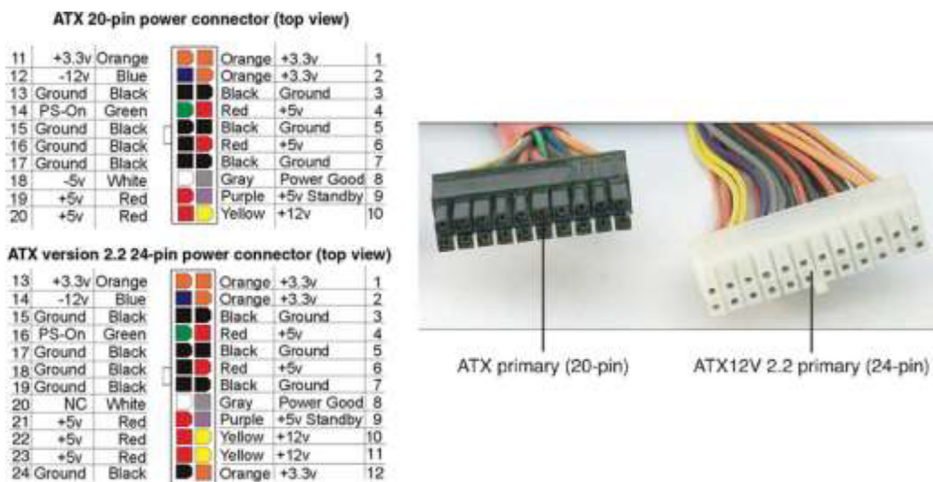 ATX 20-pin power connector (top view)
11 +3.3v Orange Orange +3.3v 1
12 -12v Blue Orange +3.3v 2
13 Ground Black Black Ground 3
14 PS-On Green Red +5v 4
15 Ground Black Black Ground 5
16 Ground Black Red +5v 6
17 Ground Black Black Ground 7
18 -5v White Gray Power Good 8
19 +5v Red Purple +5v Standby 9
20 +5v Red Yellow +12v 10
ATX version 2.2 24-pin power connector (top view)
13 +3.3v Orange Orange +3.3v 1
14 -12v Blue Orange +3.3v 2
15 Ground Black Black Ground 3
16 PS-On Green Red +5v 4
17 Ground Black Black Ground 5
18 Ground Black Red +5v 6
19 Ground Black Black Ground 7
20 NC White Gray Power Good 8
21 +5v Red Purple +5v Standby 9
22 +5v Red Yellow +12v 10
23 +5v Red Yellow +12v 11
24 Ground Black Orange +3.3v 12
ATX primary (20-pin)
ATX12V 2.2 primary (24-pin)